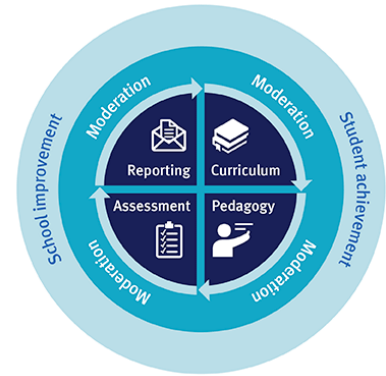 Moderation
Moderation
School improvement
Student achievement
Reporting
Curriculum
Assessment
Pedagogy
Moderation
Moderation